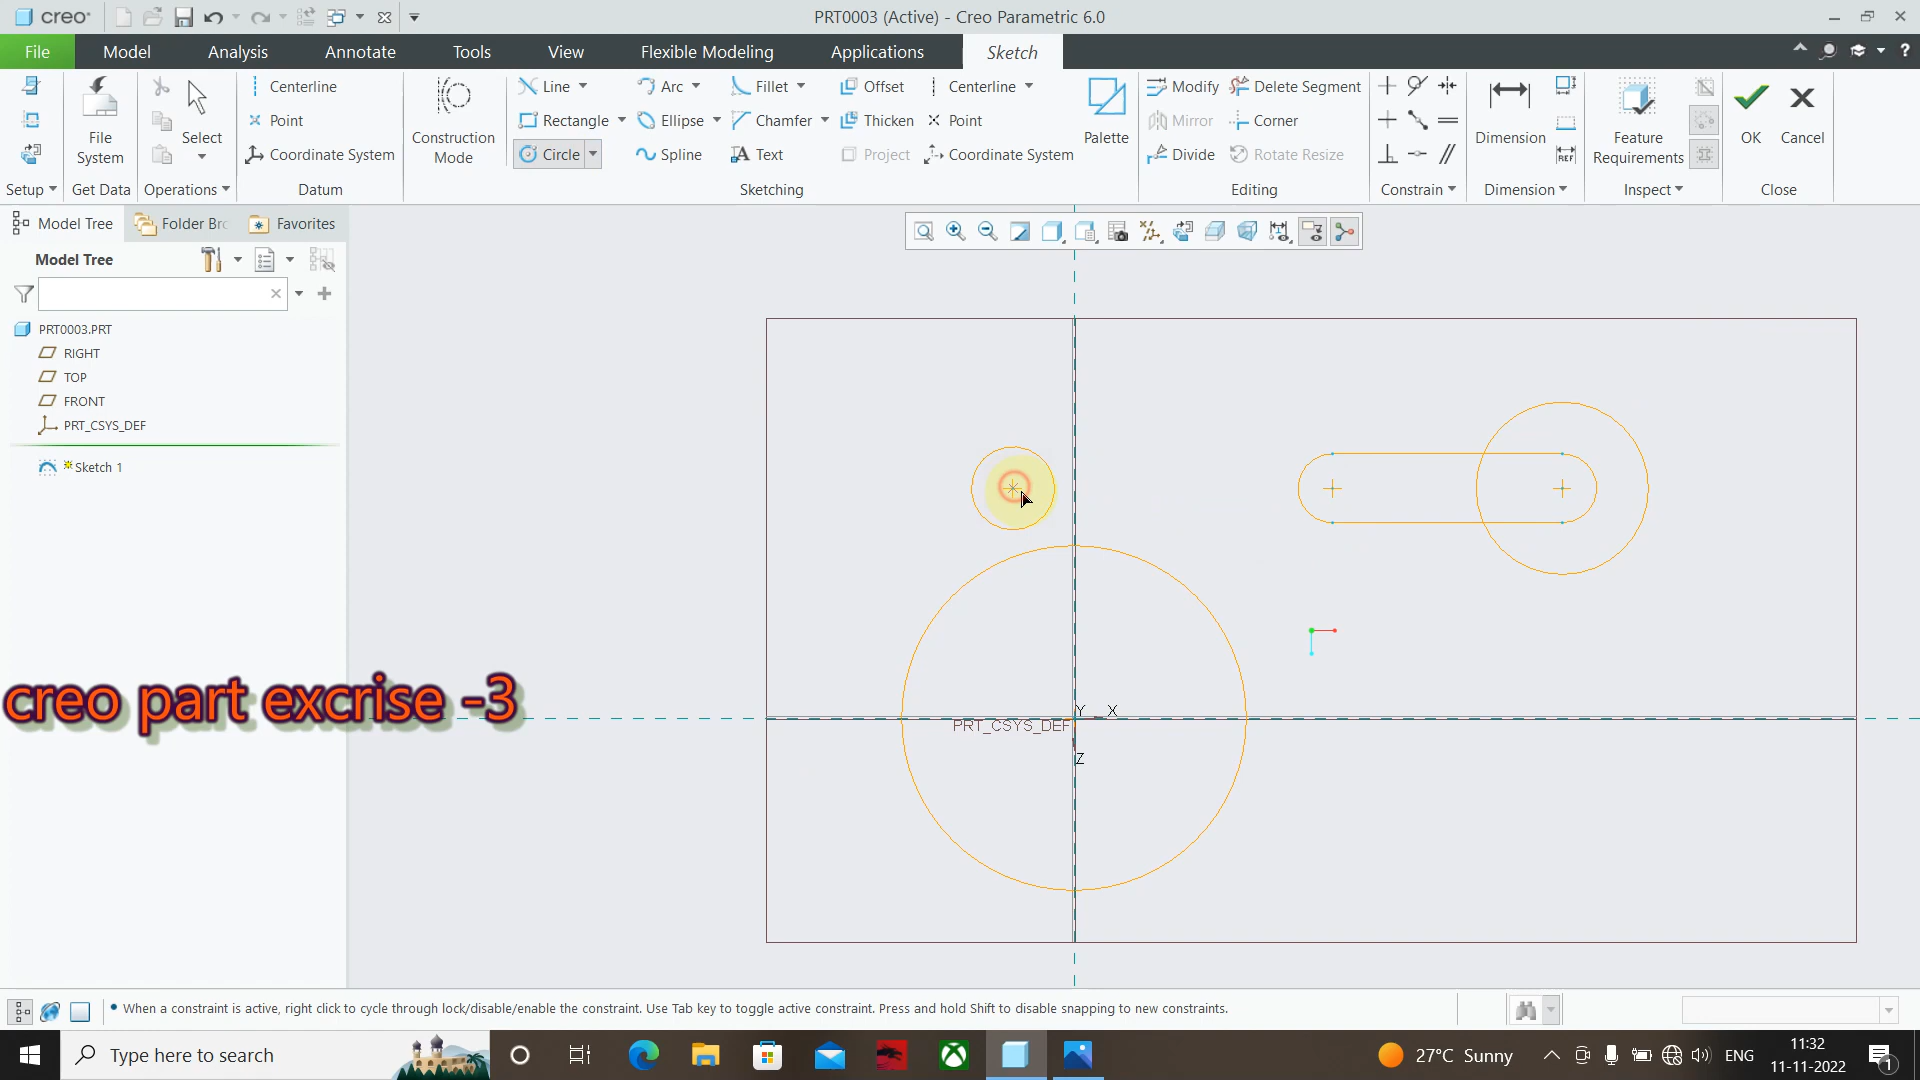 creo
PRT0003 (Active) - Creo Parametric 6.0
File Model Analysis Annotate Tools View Flexible Modeling Applications Sketch
Centerline Line Arc Fillet Offset Centerline Modify Delete Segment
Point Rectangle Ellipse Chamfer Thicken Point Mirror Corner
File System Select Coordinate System Construction Mode Circle Spline Text Project Coordinate System Palette Divide Rotate Resize Dimension REF Feature Requirements OK Cancel
Setup Get Data Operations Datum Sketching Editing Constrain Dimension Inspect Close
Model Tree Folder Brc Favorites
Model Tree
PRT0003.PRT
RIGHT
TOP
FRONT
PRT_CSYS_DEF
Sketch 1
creo part excrise -3
Y X
PRT_CSYS_DEF
Z
When a constraint is active, right click to cycle through lock/disable/enable the constraint. Use Tab key to toggle active constraint. Press and hold Shift to disable snapping to new constraints.
Type here to search
27°C Sunny
ENG
11:32
11-11-2022
1